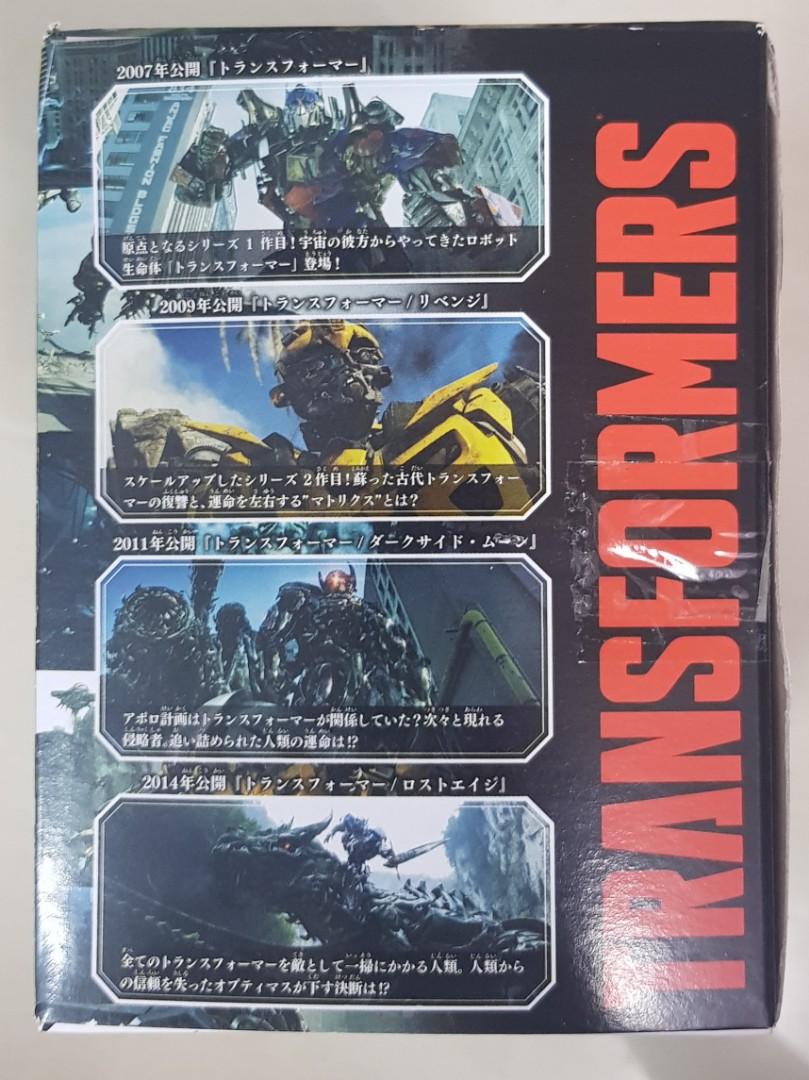 2007年公開『トランスフォーマー』
原点となるシリーズ1作目!宇宙の彼方からやってきたロボット
生命体「トランスフォーマー」登場!
2009年公開『トランスフォーマー/リベンジ』
スケールアップしたシリーズ2作目!蘇った古代トランスフォー
マーの復讐と、運命を左右する"マトリクス"とは?
2011年公開『トランスフォーマー/ダークサイド・ムーン』
アポロ計画はトランスフォーマーが関係していた?次々と現れる
侵略者。追い詰められた人類の運命は!?
2014年公開『トランスフォーマー/ロストエイジ』
全てのトランスフォーマーを敵として一掃にかかる人類。人類から
の信頼を失ったオプティマスが下す決断は!?
TRANSFORMERS